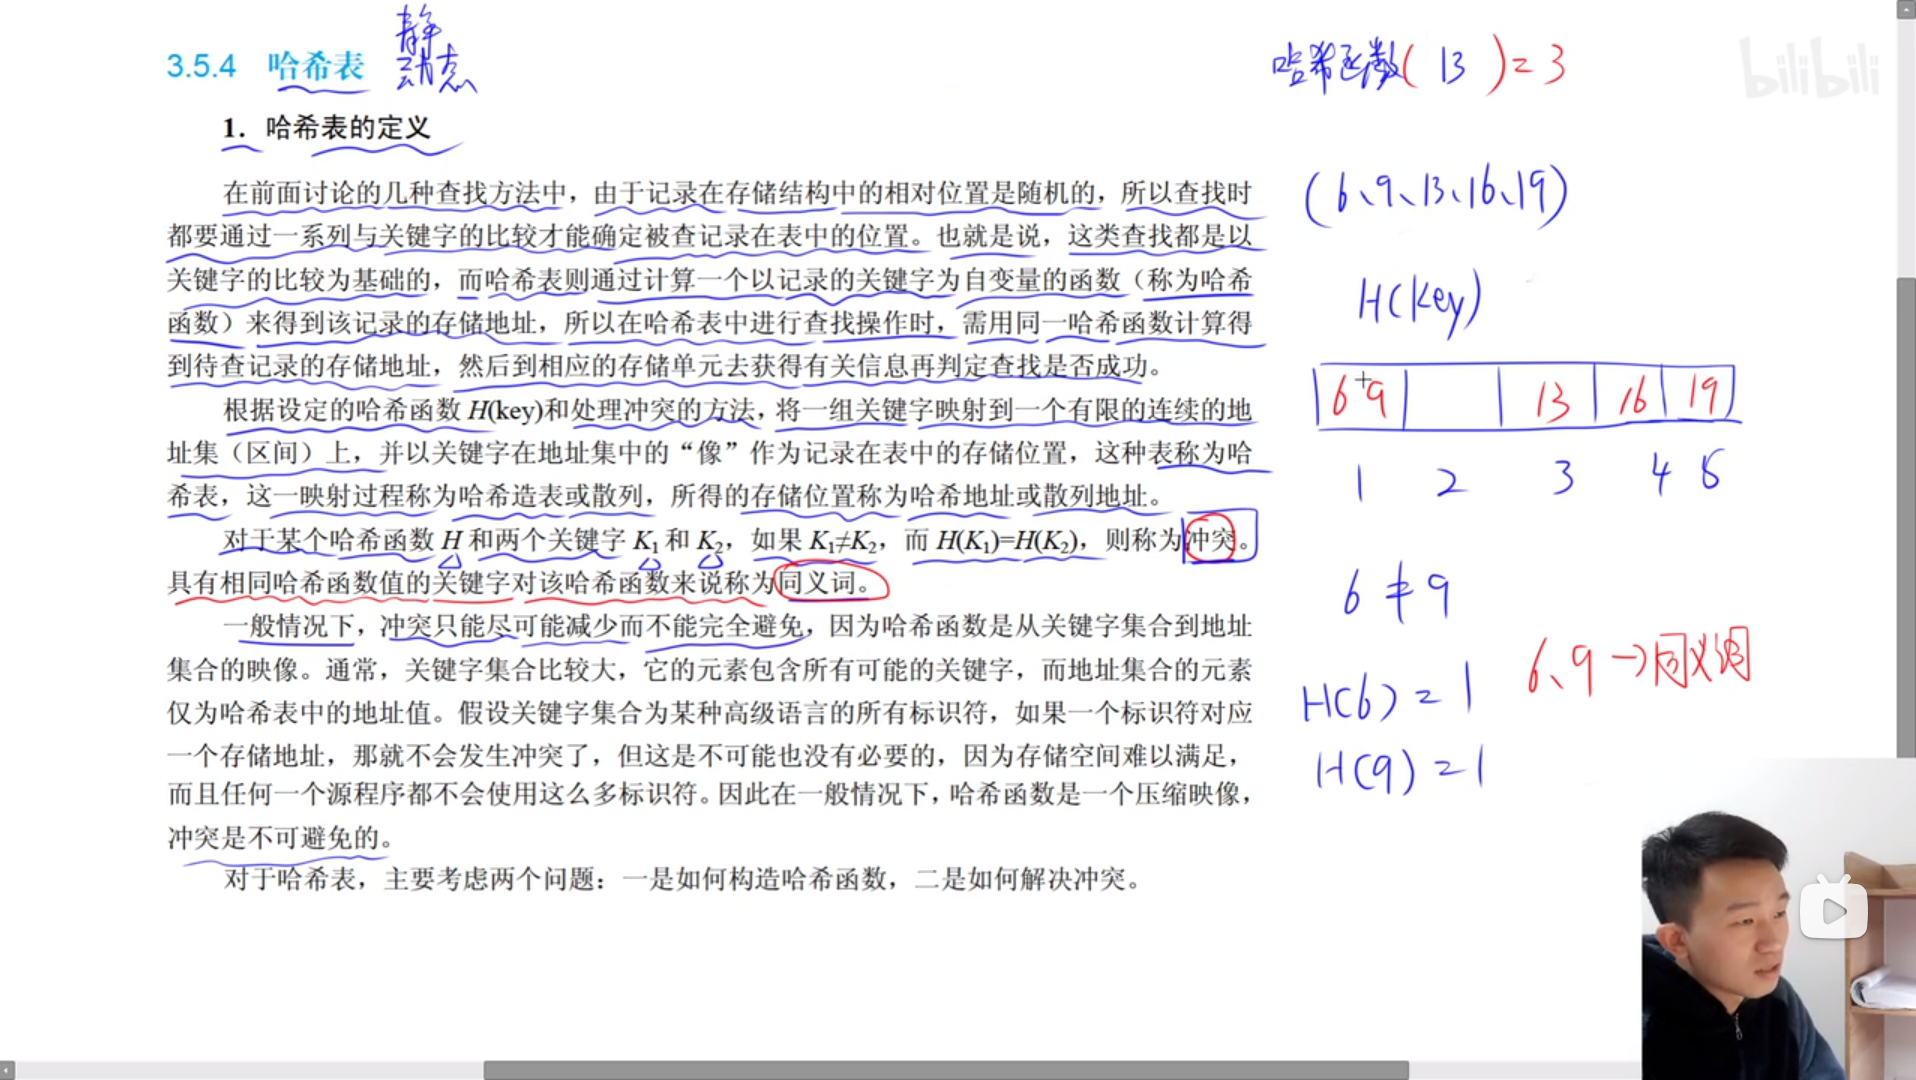 3.5.4 哈希表
静
动态
1. 哈希表的定义
在前面讨论的几种查找方法中，由于记录在存储结构中的相对位置是随机的，所以查找时
都要通过一系列与关键字的比较才能确定被查记录在表中的位置。也就是说，这类查找都是以
关键字的比较为基础的，而哈希表则通过计算一个以记录的关键字为自变量的函数（称为哈希
函数）来得到该记录的存储地址，所以在哈希表中进行查找操作时，需用同一哈希函数计算得
到待查记录的存储地址，然后到相应的存储单元去获得有关信息再判定查找是否成功。
根据设定的哈希函数 H(key)和处理冲突的方法，将一组关键字映射到一个有限的连续的地
址集（区间）上，并以关键字在地址集中的“像”作为记录在表中的存储位置，这种表称为哈
希表，这一映射过程称为哈希造表或散列，所得的存储位置称为哈希地址或散列地址。
对于某个哈希函数 H 和两个关键字 K₁ 和 K₂，如果 K₁≠K₂，而 H(K₁)=H(K₂)，则称为冲突。
具有相同哈希函数值的关键字对该哈希函数来说称为同义词。
一般情况下，冲突只能尽可能减少而不能完全避免，因为哈希函数是从关键字集合到地址
集合的映像。通常，关键字集合比较大，它的元素包含所有可能的关键字，而地址集合的元素
仅为哈希表中的地址值。假设关键字集合为某种高级语言的所有标识符，如果一个标识符对应
一个存储地址，那就不会发生冲突了，但这是不可能也没有必要的，因为存储空间难以满足，
而且任何一个源程序都不会使用这么多标识符。因此在一般情况下，哈希函数是一个压缩映像，
冲突是不可避免的。
对于哈希表，主要考虑两个问题：一是如何构造哈希函数，二是如何解决冲突。
哈希函数( 13 )=3
bilibili
(6、9、13、16、19)
H(key)
6 9 13 16 19
1 2 3 4 5
6 ≠ 9
6、9→同义词
H(6) = 1
H(9) = 1